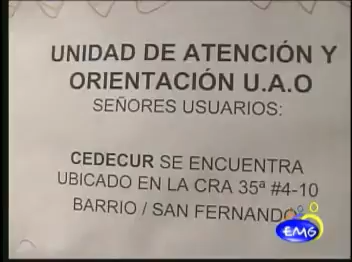 UNIDAD DE ATENCIÓN Y
ORIENTACIÓN U.A.O
SEÑORES USUARIOS:
CEDECUR SE ENCUENTRA
UBICADO EN LA CRA 35ª #4-10
BARRIO / SAN FERNANDO
EMG